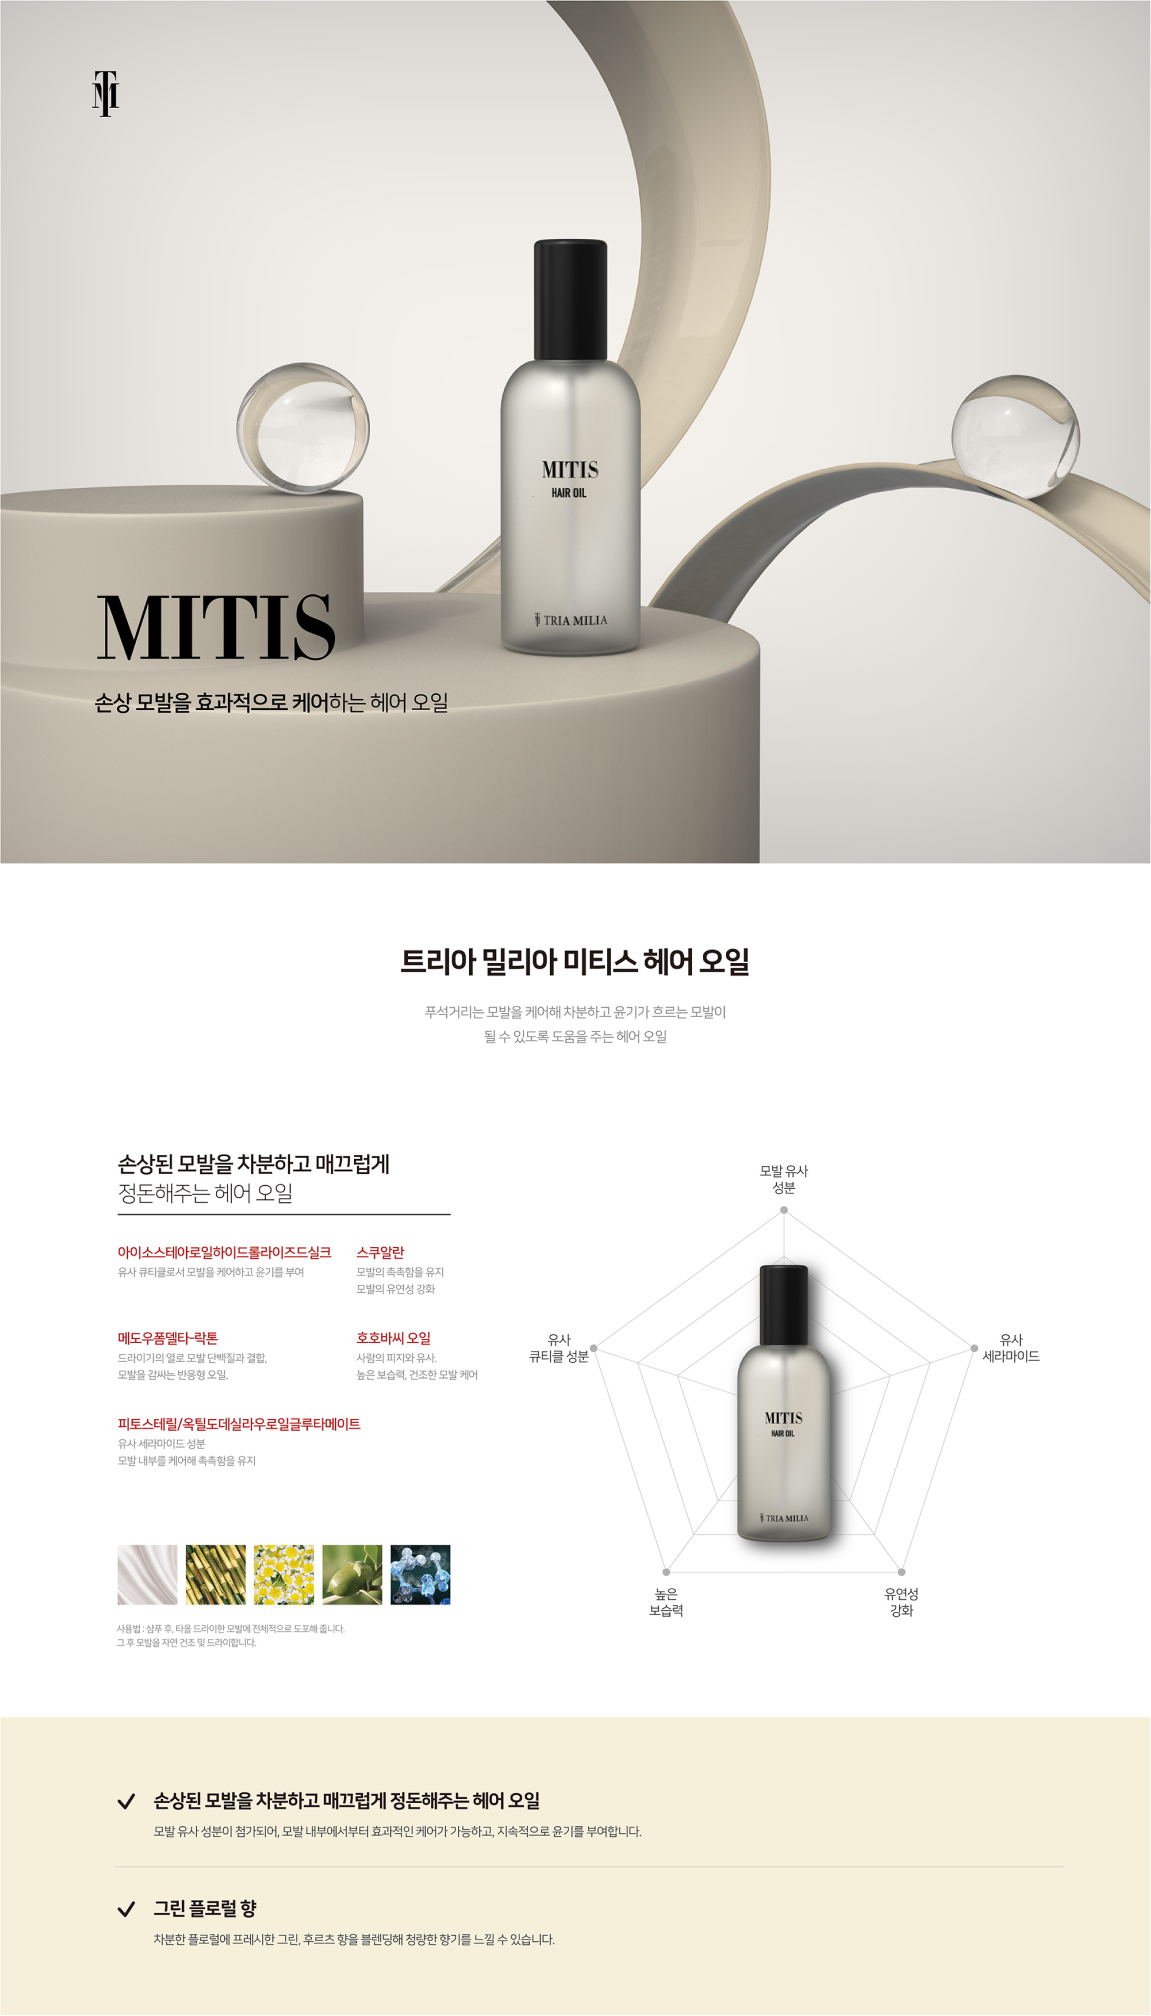 TM
MITIS
HAIR OIL
TRIA MILIA
MITIS
손상 모발을 효과적으로 케어하는 헤어 오일
트리아 밀리아 미티스 헤어 오일
푸석거리는 모발을 케어해 차분하고 윤기가 흐르는 모발이
될 수 있도록 도움을 주는 헤어 오일
손상된 모발을 차분하고 매끄럽게
정돈해주는 헤어 오일
아이소스테아로일하이드롤라이즈드실크
유사 큐티클로서 모발을 케어하고 윤기를 부여
스쿠알란
모발의 촉촉함을 유지
모발의 유연성 강화
메도우폼델타-락톤
드라이기의 열로 모발 단백질과 결합,
모발을 감싸는 반응형 오일.
호호바씨 오일
사람의 피지와 유사.
높은 보습력, 건조한 모발 케어
피토스테릴/옥틸도데실라우로일글루타메이트
유사 세라마이드 성분
모발 내부를 케어해 촉촉함을 유지
사용법 : 샴푸 후, 타올 드라이한 모발에 전체적으로 도포해 줍니다.
그 후 모발을 자연 건조 및 드라이합니다.
모발 유사
성분
유사
큐티클 성분
유사
세라마이드
MITIS
HAIR OIL
TRIA MILIA
높은
보습력
유연성
강화
손상된 모발을 차분하고 매끄럽게 정돈해주는 헤어 오일
모발 유사 성분이 첨가되어, 모발 내부에서부터 효과적인 케어가 가능하고, 지속적으로 윤기를 부여합니다.
그린 플로럴 향
차분한 플로럴에 프레시한 그린, 후르츠 향을 블렌딩해 청량한 향기를 느낄 수 있습니다.